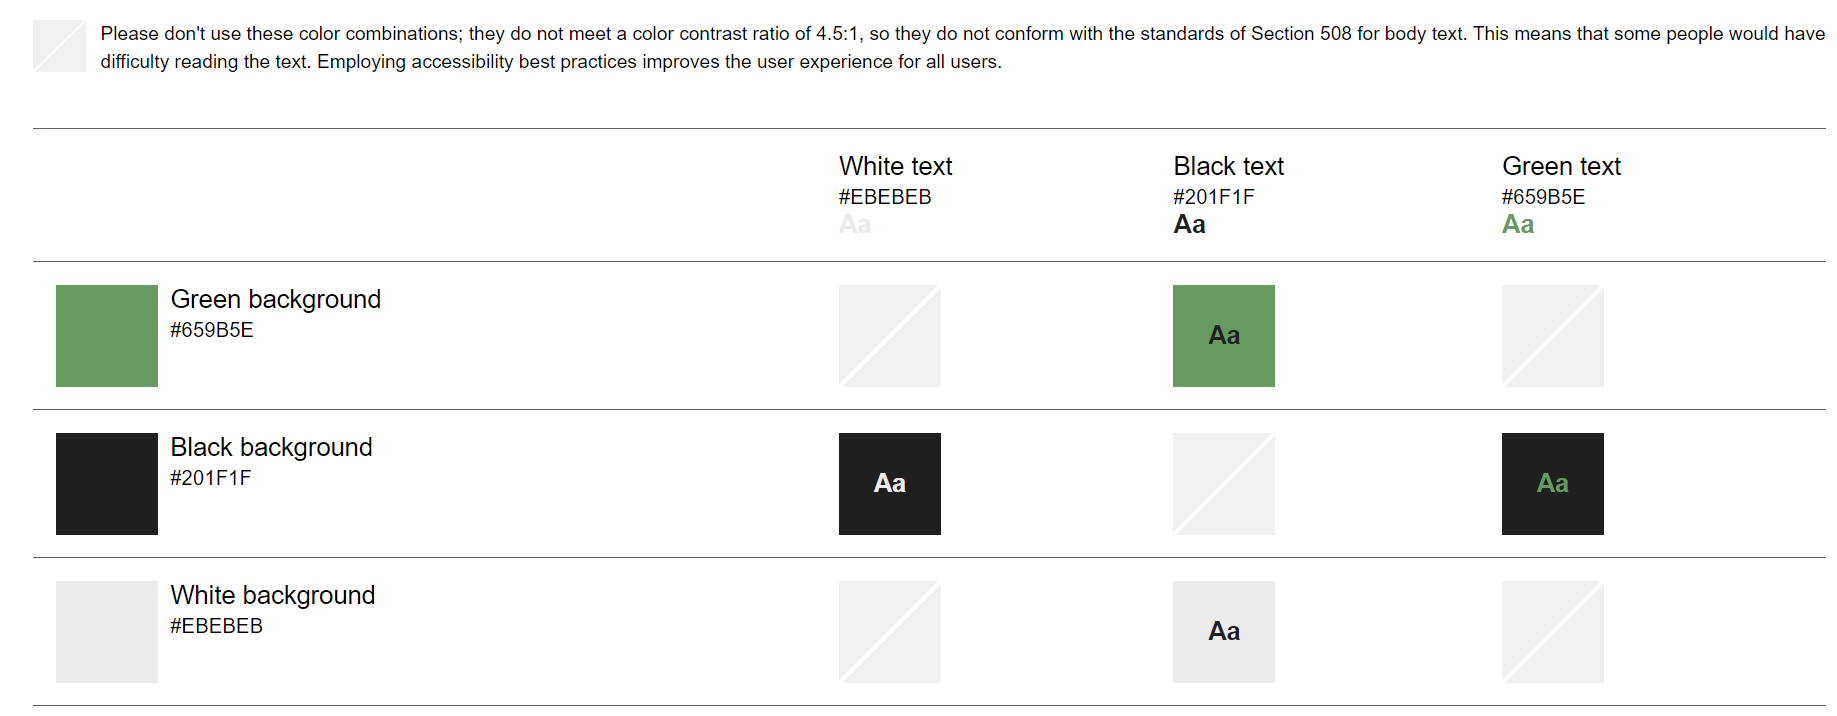 Please don't use these color combinations; they do not meet a color contrast ratio of 4.5:1, so they do not conform with the standards of Section 508 for body text. This means that some people would have
difficulty reading the text. Employing accessibility best practices improves the user experience for all users.
White text
#EBEBEB
Aa
Black text
#201F1F
Aa
Green text
#659B5E
Aa
Green background
#659B5E
Aa
Black background
#201F1F
Aa
Aa
White background
#EBEBEB
Aa